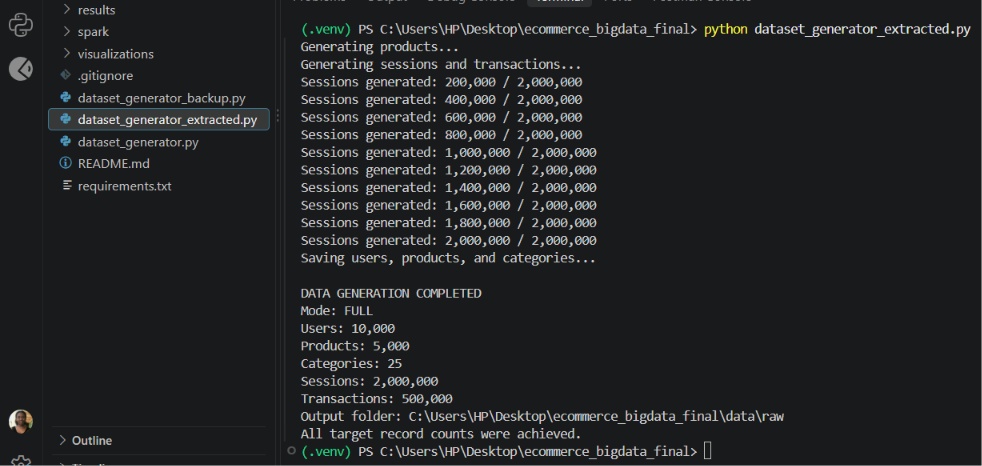 results
spark
visualizations
.gitignore
dataset_generator_backup.py
dataset_generator_extracted.py
dataset_generator.py
README.md
requirements.txt
Outline
(.venv) PS C:\Users\HP\Desktop\ecommerce_bigdata_final> python dataset_generator_extracted.py
Generating products...
Generating sessions and transactions...
Sessions generated: 200,000 / 2,000,000
Sessions generated: 400,000 / 2,000,000
Sessions generated: 600,000 / 2,000,000
Sessions generated: 800,000 / 2,000,000
Sessions generated: 1,000,000 / 2,000,000
Sessions generated: 1,200,000 / 2,000,000
Sessions generated: 1,400,000 / 2,000,000
Sessions generated: 1,600,000 / 2,000,000
Sessions generated: 1,800,000 / 2,000,000
Sessions generated: 2,000,000 / 2,000,000
Saving users, products, and categories...
DATA GENERATION COMPLETED
Mode: FULL
Users: 10,000
Products: 5,000
Categories: 25
Sessions: 2,000,000
Transactions: 500,000
Output folder: C:\Users\HP\Desktop\ecommerce_bigdata_final\data\raw
All target record counts were achieved.
(.venv) PS C:\Users\HP\Desktop\ecommerce_bigdata_final>